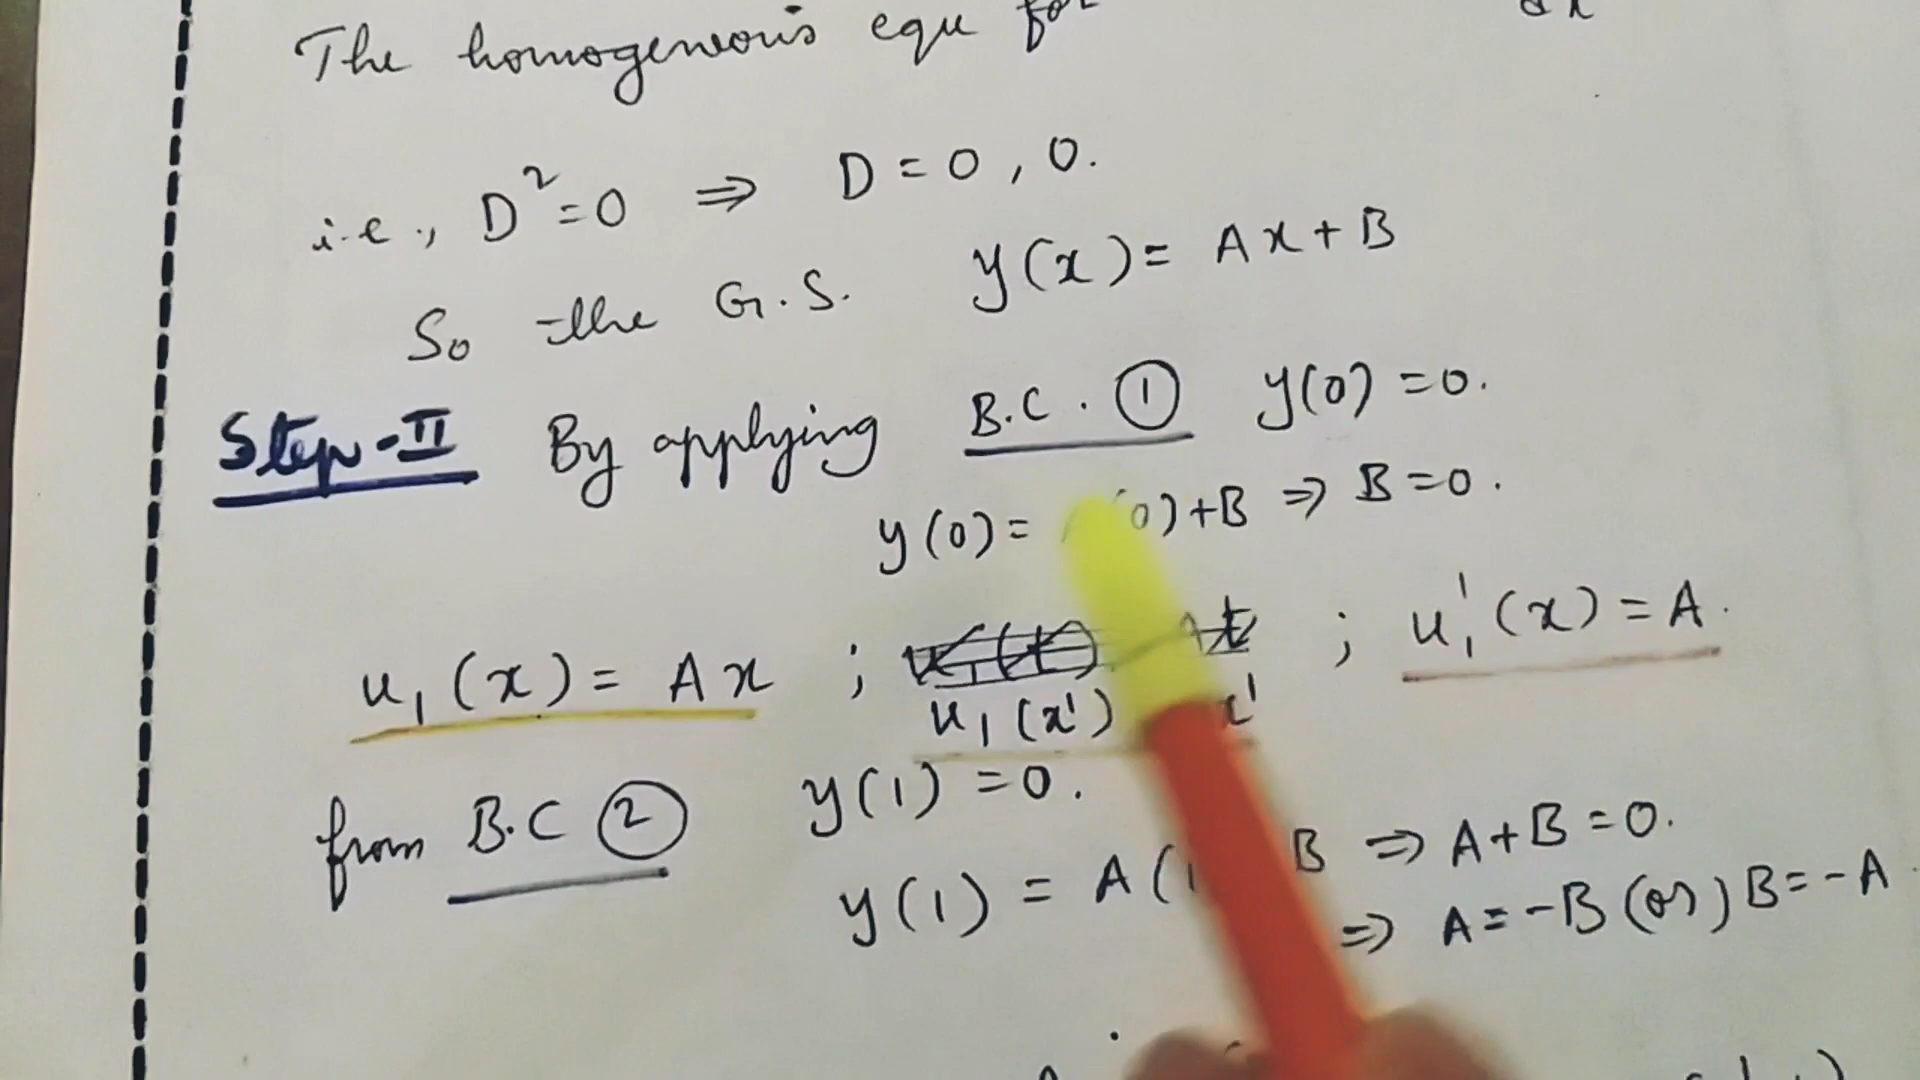 The homogeneous equ for
i.e., D² = 0 ⇒ D = 0, 0.
So the G.S. y(x) = Ax + B
Step-II By applying B.C. ① y(0) = 0.
y(0) = (0) + B ⇒ B = 0.
u₁(x) = Ax ; ; u₁'(x) = A.
u₁(x') x'
from B.C ② y(1) = 0.
y(1) = A(1 B ⇒ A + B = 0.
⇒ A = -B (or) B = -A